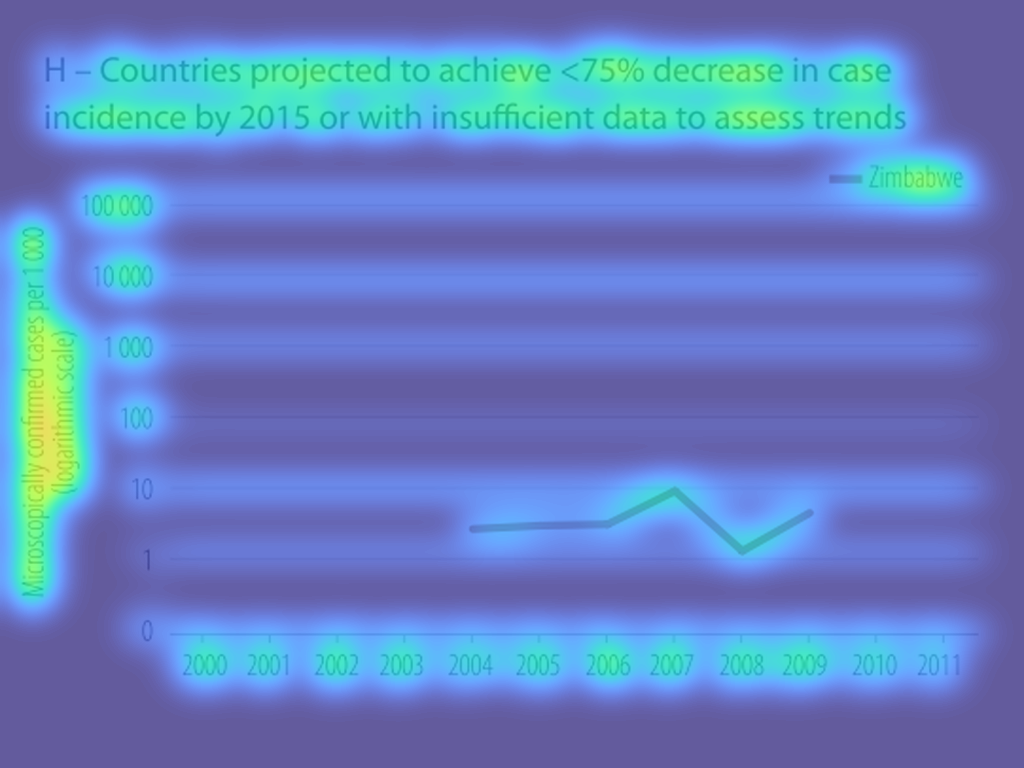 H – Countries projected to achieve <75% decrease in case
incidence by 2015 or with insufficient data to assess trends
Zimbabwe
Microscopically confirmed cases per 1 000
(logarithmic scale)
100 000
10 000
1 000
100
10
1
0
2000 2001 2002 2003 2004 2005 2006 2007 2008 2009 2010 2011